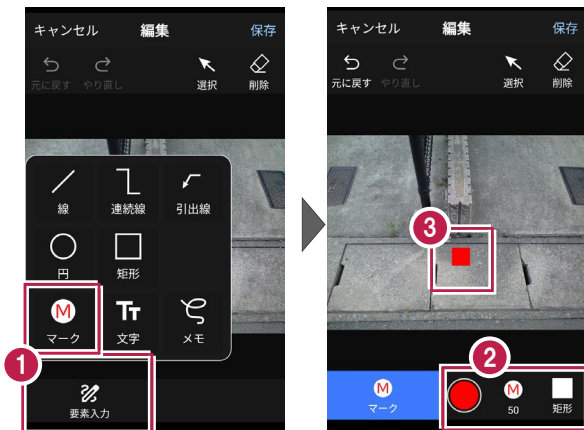 キャンセル 編集 保存
元に戻す やり直し 選択 削除
線 連続線 引出線
円 矩形
M
マーク
TT
文字
メモ
1
要素入力
キャンセル 編集 保存
元に戻す やり直し 選択 削除
3
2
M
マーク
M
50
矩形